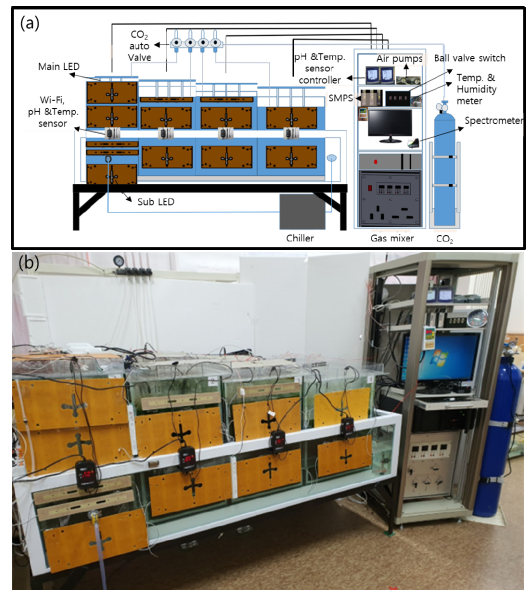 (a)
CO2
auto
Valve
Main LED
pH &Temp.
sensor
controller
Air pumps
Ball valve switch
Temp. &
Humidity
meter
SMPS
Wi-Fi,
pH &Temp.
sensor
Spectrometer
Sub LED
Chiller
Gas mixer
CO2
(b)